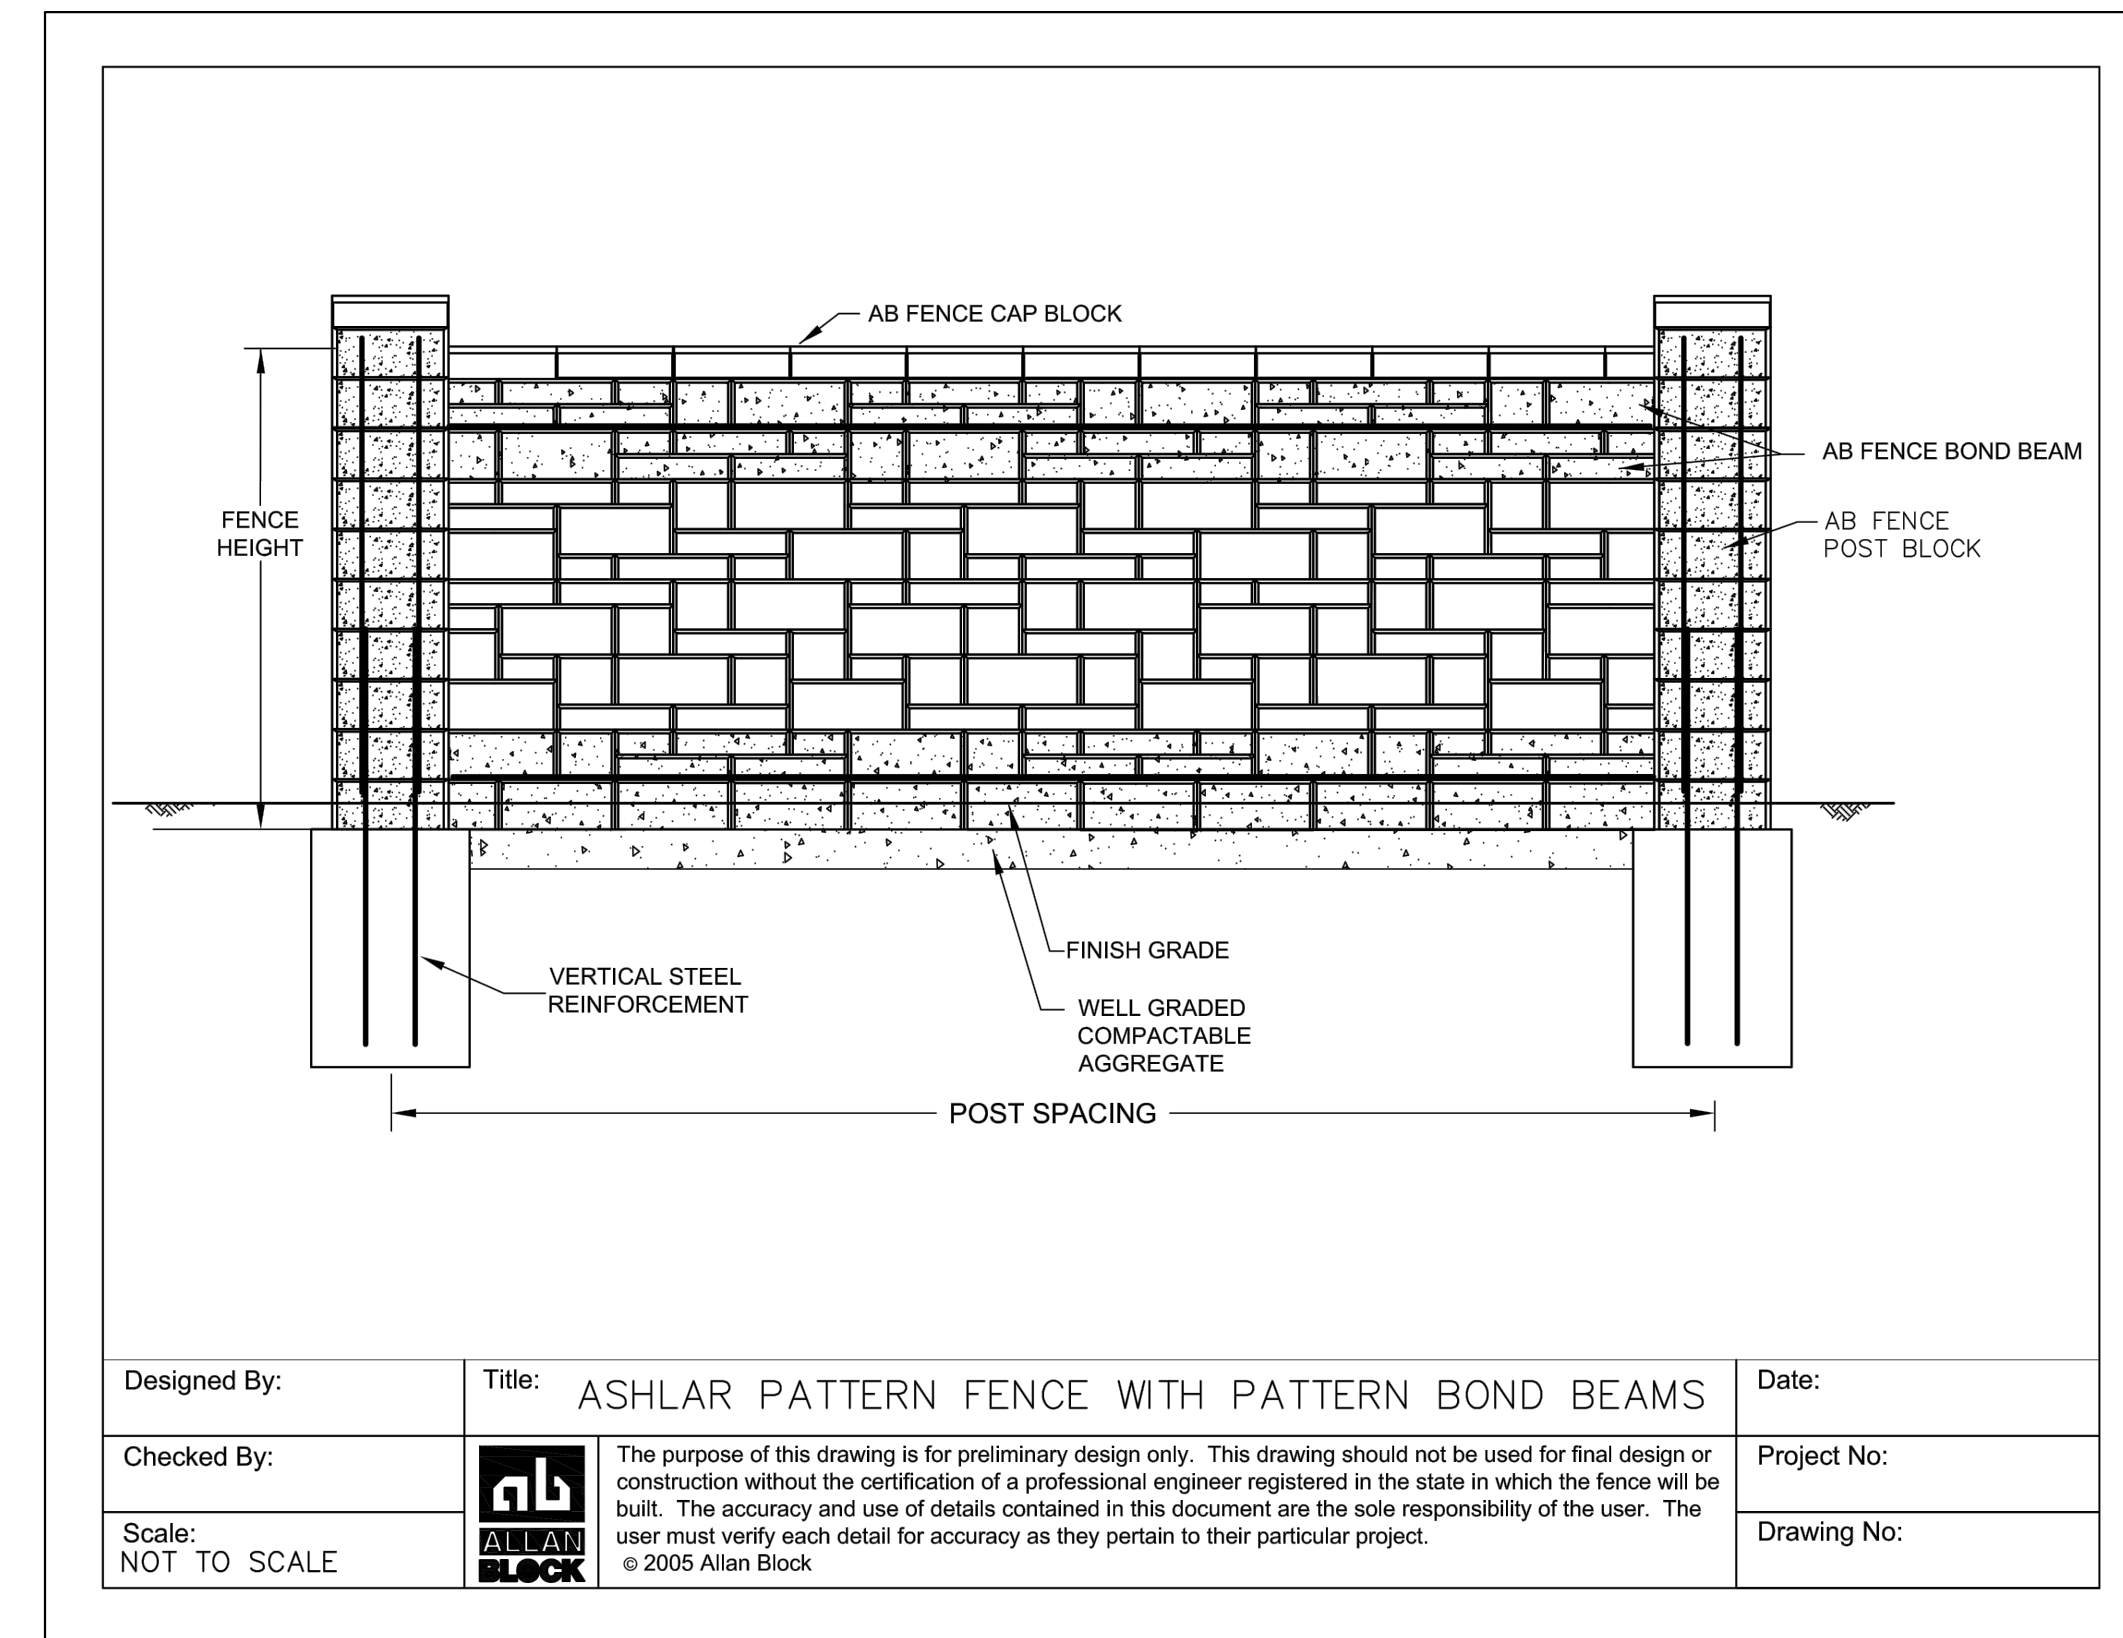 AB FENCE CAP BLOCK
AB FENCE BOND BEAM
FENCE
HEIGHT
AB FENCE
POST BLOCK
FINISH GRADE
VERTICAL STEEL
REINFORCEMENT
WELL GRADED
COMPACTABLE
AGGREGATE
POST SPACING
Designed By:
Title: ASHLAR PATTERN FENCE WITH PATTERN BOND BEAMS
Date:
Checked By:
ab
ALLAN
BLOCK
The purpose of this drawing is for preliminary design only. This drawing should not be used for final design or
construction without the certification of a professional engineer registered in the state in which the fence will be
built. The accuracy and use of details contained in this document are the sole responsibility of the user. The
user must verify each detail for accuracy as they pertain to their particular project.
© 2005 Allan Block
Project No:
Scale:
NOT TO SCALE
Drawing No: